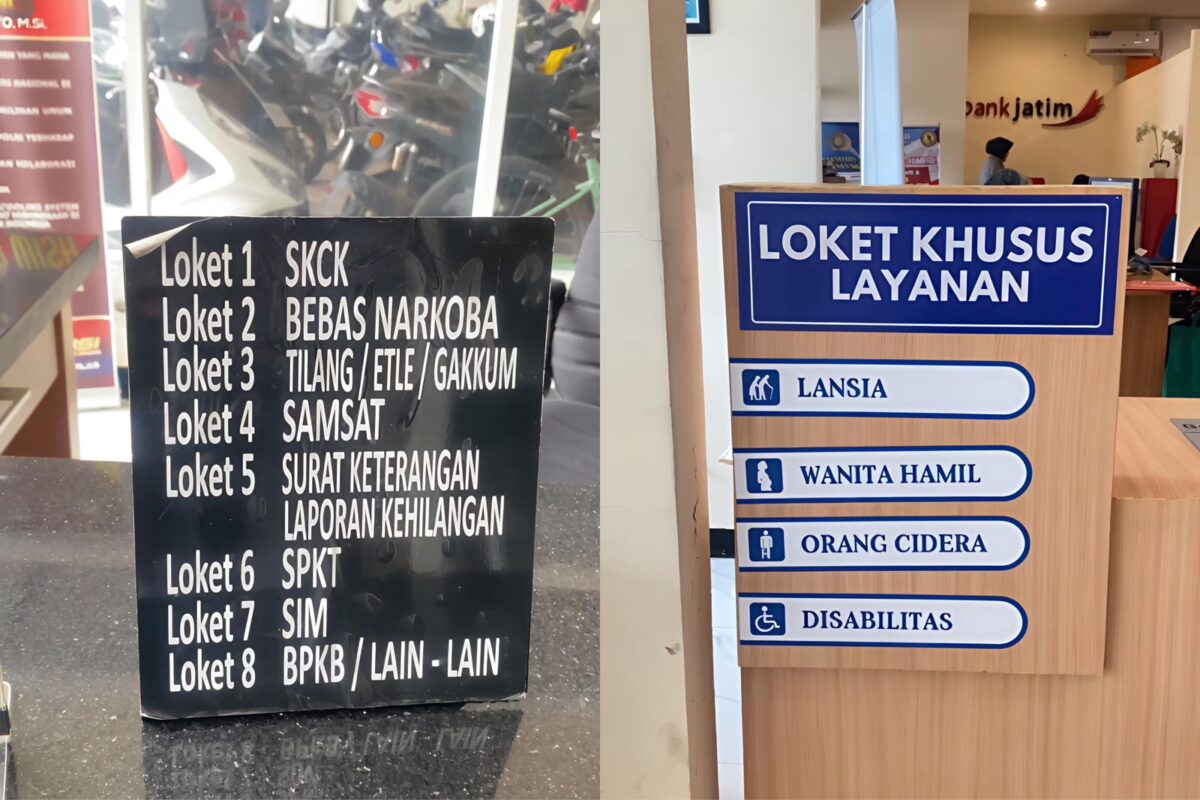 O, M.Si.
Loket 1 SKCK
Loket 2 BEBAS NARKOBA
Loket 3 TILANG / ETLE / GAKKUM
Loket 4 SAMSAT
Loket 5 SURAT KETERANGAN
LAPORAN KEHILANGAN
Loket 6 SPKT
Loket 7 SIM
Loket 8 BPKB / LAIN - LAIN
bankjatim
LOKET KHUSUS
LAYANAN
LANSIA
WANITA HAMIL
ORANG CIDERA
DISABILITAS